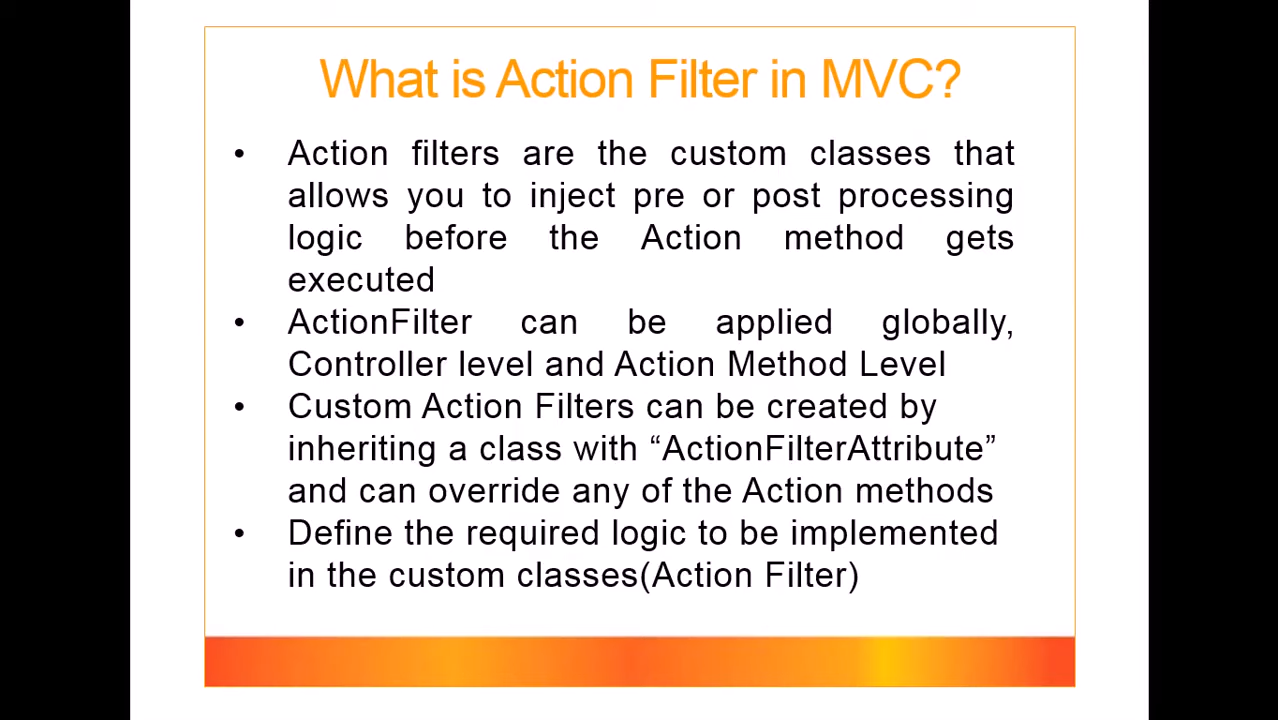 What is Action Filter in MVC?
• Action filters are the custom classes that
allows you to inject pre or post processing
logic before the Action method gets
executed
• ActionFilter can be applied globally,
Controller level and Action Method Level
• Custom Action Filters can be created by
inheriting a class with “ActionFilterAttribute”
and can override any of the Action methods
• Define the required logic to be implemented
in the custom classes(Action Filter)